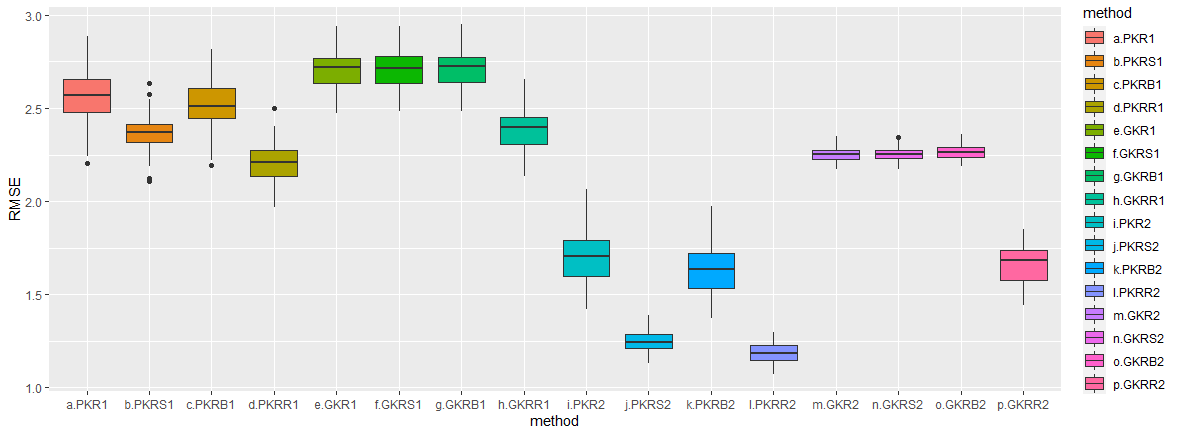 RMSE
3.0
2.5
2.0
1.5
1.0
a.PKR1 b.PKRS1 c.PKRB1 d.PKRR1 e.GKR1 f.GKRS1 g.GKRB1 h.GKRR1 i.PKR2 j.PKRS2 k.PKRB2 l.PKRR2 m.GKR2 n.GKRS2 o.GKRB2 p.GKRR2
method
method
a.PKR1
b.PKRS1
c.PKRB1
d.PKRR1
e.GKR1
f.GKRS1
g.GKRB1
h.GKRR1
i.PKR2
j.PKRS2
k.PKRB2
l.PKRR2
m.GKR2
n.GKRS2
o.GKRB2
p.GKRR2